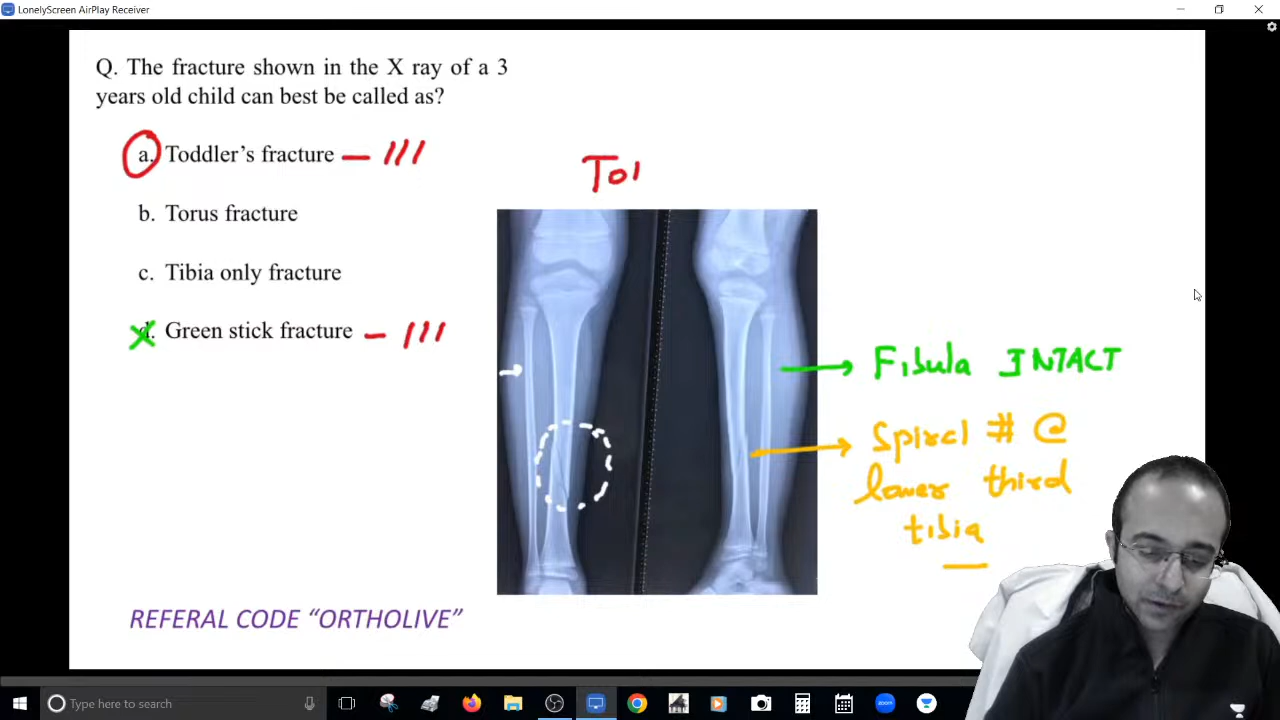 LonelyScreen AirPlay Receiver
Q. The fracture shown in the X ray of a 3
years old child can best be called as?
a. Toddler's fracture
b. Torus fracture
c. Tibia only fracture
d. Green stick fracture
To
Fibula INTACT
Spiral # @
lower third
tibia
REFERAL CODE "ORTHOLIVE"
Type here to search
zoom